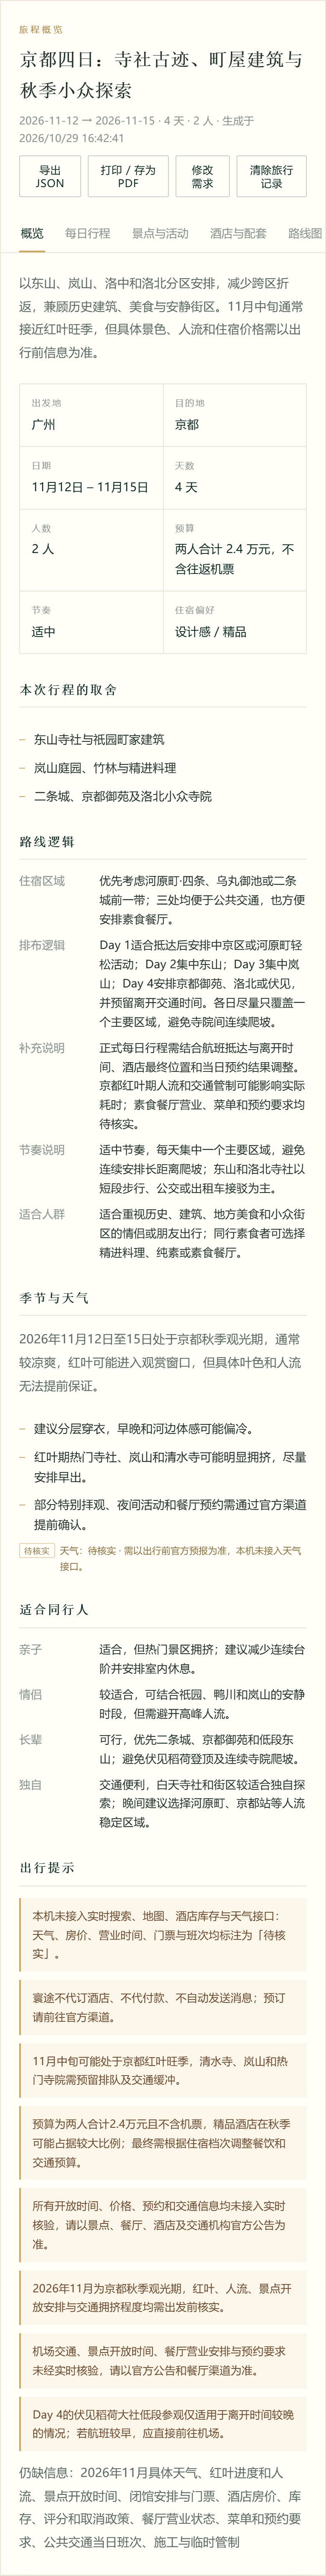 旅程概览
京都四日：寺社古迹、町屋建筑与
秋季小众探索
2026-11-12 → 2026-11-15 · 4 天 · 2 人 · 生成于
2026/10/29 16:42:41
导出
JSON
打印 / 存为
PDF
修改
需求
清除旅行
记录
概览
每日行程
景点与活动
酒店与配套
路线图
以东山、岚山、洛中和洛北分区安排，减少跨区折
返，兼顾历史建筑、美食与安静街区。11月中旬通常
接近红叶旺季，但具体景色、人流和住宿价格需以出
行前信息为准。
出发地
广州
目的地
京都
日期
11月12日 – 11月15日
天数
4 天
人数
2 人
预算
两人合计 2.4 万元，不
含往返机票
节奏
适中
住宿偏好
设计感 / 精品
本次行程的取舍
– 东山寺社与祇园町家建筑
– 岚山庭园、竹林与精进料理
– 二条城、京都御苑及洛北小众寺院
路线逻辑
住宿区域
优先考虑河原町·四条、乌丸御池或二条
城前一带；三处均便于公共交通，也方便
安排素食餐厅。
排布逻辑
Day 1适合抵达后安排中京区或河原町轻
松活动；Day 2集中东山；Day 3集中岚
山；Day 4安排京都御苑、洛北或伏见，
并预留离开交通时间。各日尽量只覆盖一
个主要区域，避免寺院间连续爬坡。
补充说明
正式每日行程需结合航班抵达与离开时
间、酒店最终位置和当日预约结果调整。
京都红叶期人流和交通管制可能影响实际
耗时；素食餐厅营业、菜单和预约要求均
待核实。
节奏说明
适中节奏，每天集中一个主要区域，避免
连续安排长距离爬坡；东山和洛北寺社以
短段步行、公交或出租车接驳为主。
适合人群
适合重视历史、建筑、地方美食和小众街
区的情侣或朋友出行；同行素食者可选择
精进料理、纯素或素食餐厅。
季节与天气
2026年11月12日至15日处于京都秋季观光期，通常
较凉爽，红叶可能进入观赏窗口，但具体叶色和人流
无法提前保证。
– 建议分层穿衣，早晚和河边体感可能偏冷。
– 红叶期热门寺社、岚山和清水寺可能明显拥挤，尽量
安排早出。
– 部分特别拜观、夜间活动和餐厅预约需通过官方渠道
提前确认。
待核实 天气：待核实 · 需以出行前官方预报为准，本机未接入天气
接口。
适合同行人
亲子
适合，但热门景区拥挤；建议减少连续台
阶并安排室内休息。
情侣
较适合，可结合祇园、鸭川和岚山的安静
时段，但需避开高峰人流。
长辈
可行，优先二条城、京都御苑和低段东
山；避免伏见稻荷登顶及连续寺院爬坡。
独自
交通便利，白天寺社和街区较适合独自探
索；晚间建议选择河原町、京都站等人流
稳定区域。
出行提示
本机未接入实时搜索、地图、酒店库存与天气接口：
天气、房价、营业时间、门票与班次均标注为「待核
实」。
寰途不代订酒店、不代付款、不自动发送消息；预订
请前往官方渠道。
11月中旬可能处于京都红叶旺季，清水寺、岚山和热
门寺院需预留排队及交通缓冲。
预算为两人合计2.4万元且不含机票，精品酒店在秋季
可能占据较大比例；最终需根据住宿档次调整餐饮和
交通预算。
所有开放时间、价格、预约和交通信息均未接入实时
核验，请以景点、餐厅、酒店及交通机构官方公告为
准。
2026年11月为京都秋季观光期，红叶、人流、景点开
放安排与交通拥挤程度均需出发前核实。
机场交通、景点开放时间、餐厅营业安排与预约要求
未经实时核验，请以官方公告和餐厅渠道为准。
Day 4的伏见稻荷大社低段参观仅适用于离开时间较晚
的情况；若航班较早，应直接前往机场。
仍缺信息：2026年11月具体天气、红叶进度和人
流、景点开放时间、闭馆安排与门票、酒店房价、库
存、评分和取消政策、餐厅营业状态、菜单和预约要
求、公共交通当日班次、施工与临时管制